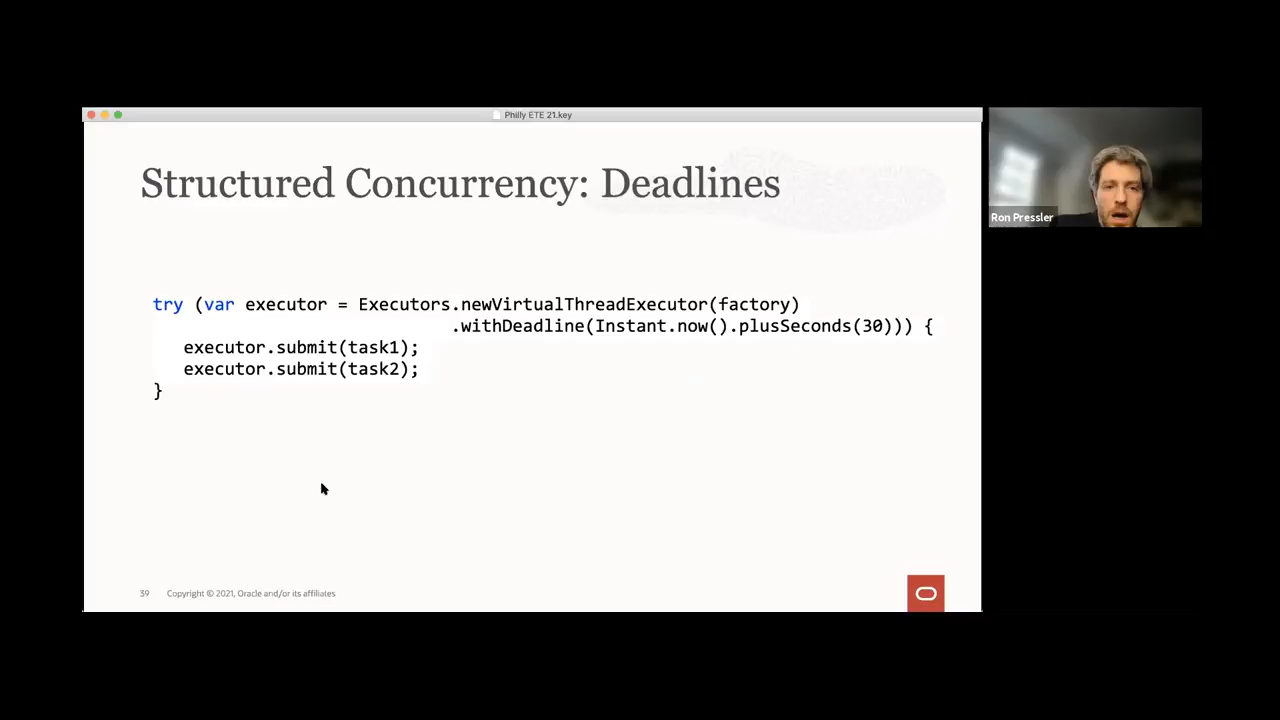 Philly ETE 21.key
Structured Concurrency: Deadlines
try (var executor = Executors.newVirtualThreadExecutor(factory)
.withDeadline(Instant.now().plusSeconds(30))) {
executor.submit(task1);
executor.submit(task2);
}
39 Copyright © 2021, Oracle and/or its affiliates
Ron Pressler